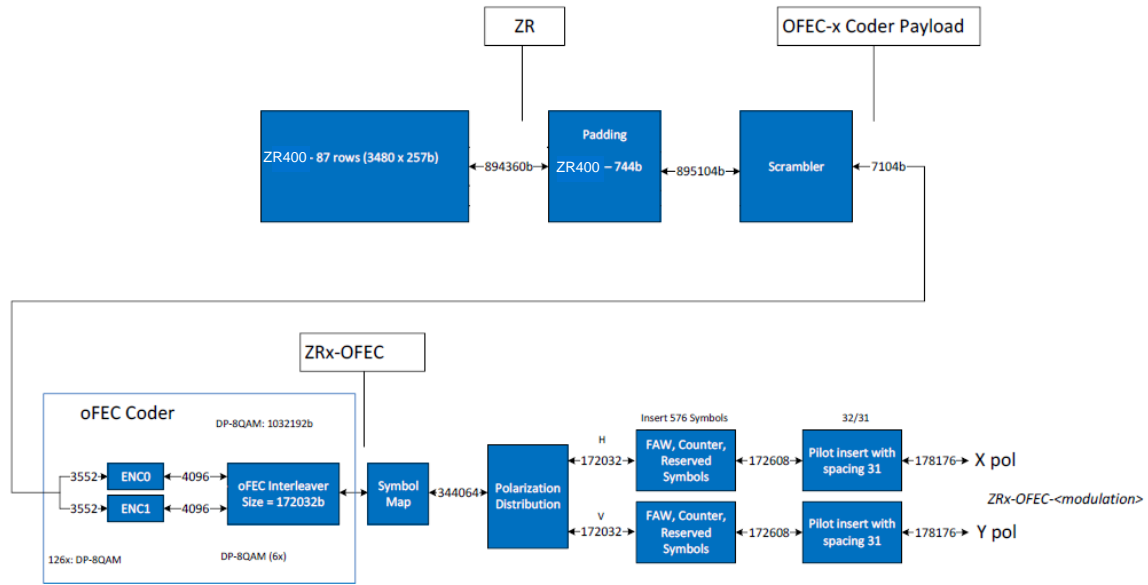 ZR
OFEC-x Coder Payload
ZR400 - 87 rows (3480 x 257b)
894360b
Padding
ZR400 – 744b
895104b
Scrambler
7104b
ZRx-OFEC
oFEC Coder
DP-8QAM: 1032192b
3552
ENC0
4096
3552
ENC1
4096
oFEC Interleaver
Size = 172032b
126x: DP-8QAM
DP-8QAM (6x)
Symbol
Map
344064
Polarization
Distribution
H
172032
Insert 576 Symbols
FAW, Counter,
Reserved
Symbols
172608
32/31
Pilot insert with
spacing 31
178176
X pol
V
172032
FAW, Counter,
Reserved
Symbols
172608
Pilot insert with
spacing 31
178176
Y pol
ZRx-OFEC-<modulation>